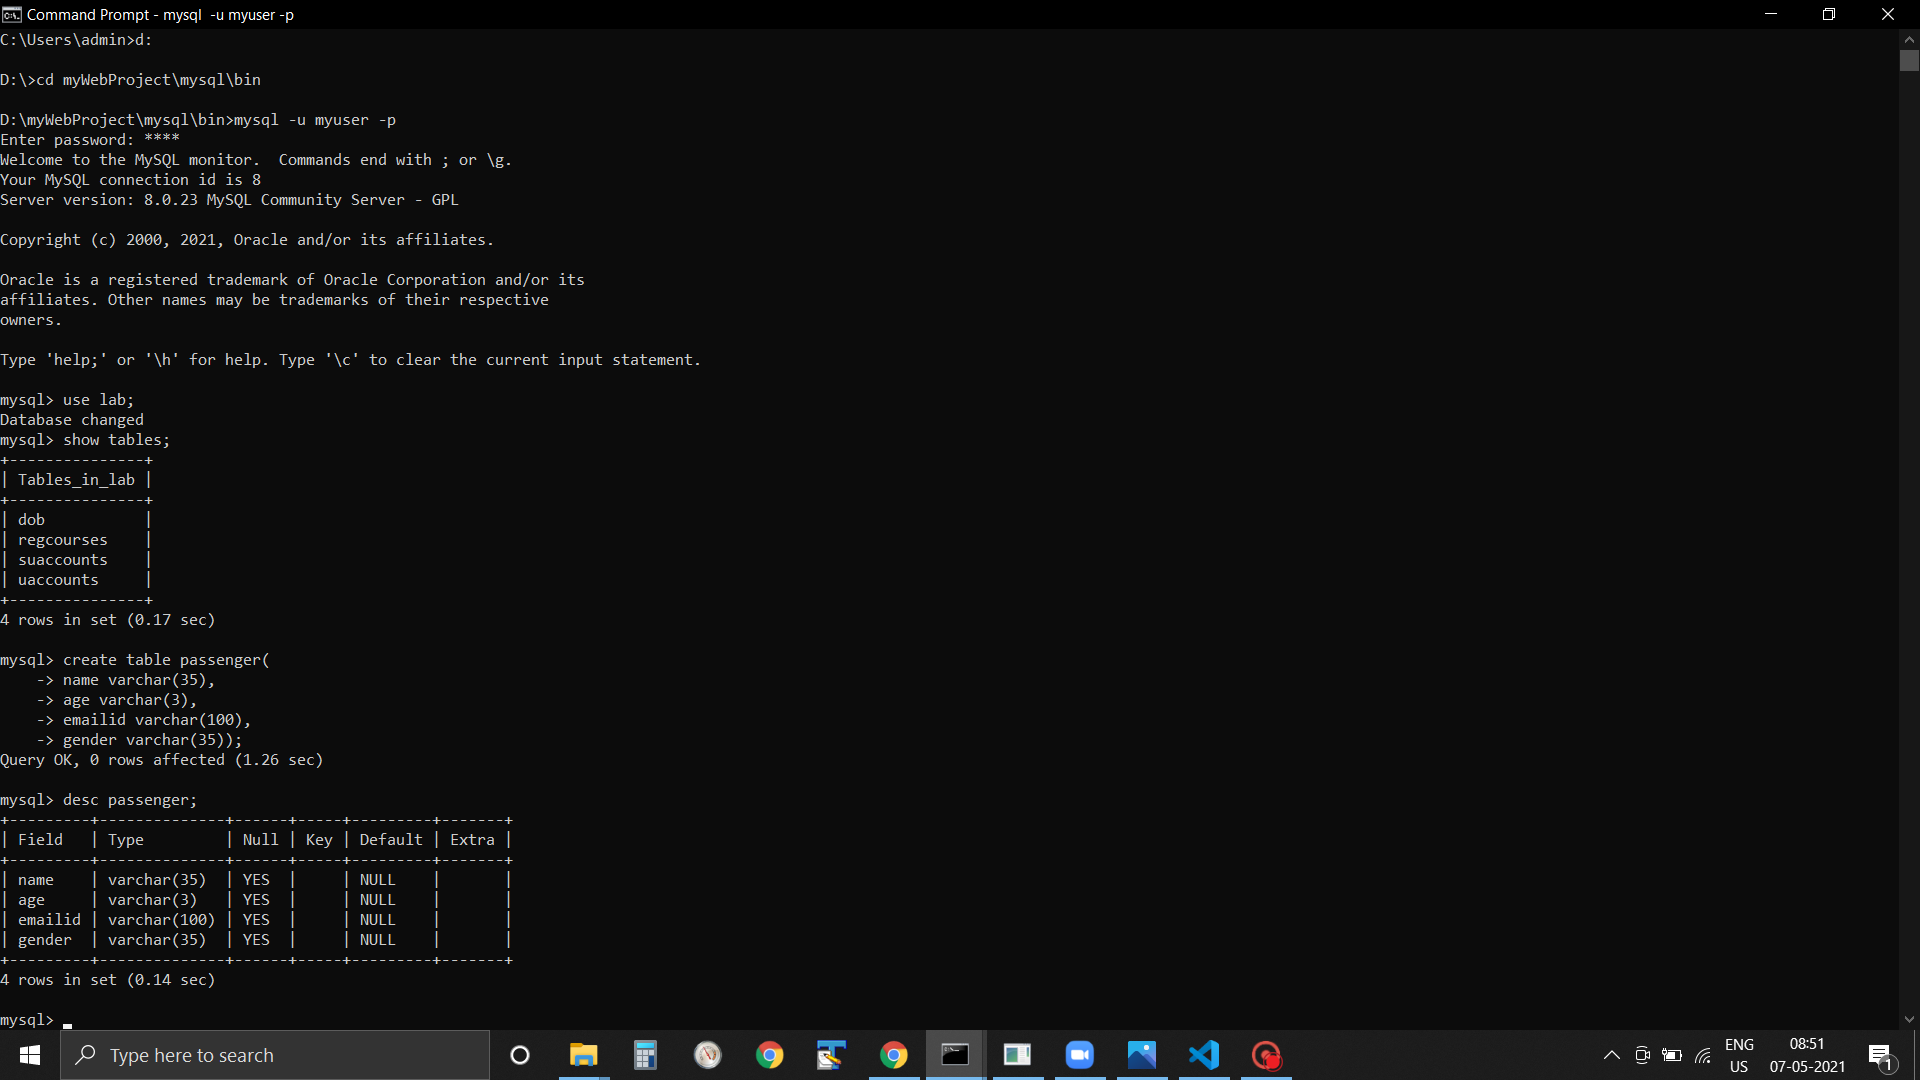 Command Prompt - mysql  -u myuser -p
C:\Users\admin>d:
D:\>cd myWebProject\mysql\bin
D:\myWebProject\mysql\bin>mysql -u myuser -p
Enter password: ****
Welcome to the MySQL monitor.  Commands end with ; or \g.
Your MySQL connection id is 8
Server version: 8.0.23 MySQL Community Server - GPL
Copyright (c) 2000, 2021, Oracle and/or its affiliates.
Oracle is a registered trademark of Oracle Corporation and/or its
affiliates. Other names may be trademarks of their respective
owners.
Type 'help;' or '\h' for help. Type '\c' to clear the current input statement.
mysql> use lab;
Database changed
mysql> show tables;
+---------------+
| Tables_in_lab |
+---------------+
| dob           |
| regcourses    |
| suaccounts    |
| uaccounts     |
+---------------+
4 rows in set (0.17 sec)
mysql> create table passenger(
    -> name varchar(35),
    -> age varchar(3),
    -> emailid varchar(100),
    -> gender varchar(35));
Query OK, 0 rows affected (1.26 sec)
mysql> desc passenger;
+---------+--------------+------+-----+---------+-------+
| Field   | Type         | Null | Key | Default | Extra |
+---------+--------------+------+-----+---------+-------+
| name    | varchar(35)  | YES  |     | NULL    |       |
| age     | varchar(3)   | YES  |     | NULL    |       |
| emailid | varchar(100) | YES  |     | NULL    |       |
| gender  | varchar(35)  | YES  |     | NULL    |       |
+---------+--------------+------+-----+---------+-------+
4 rows in set (0.14 sec)
mysql> _
Type here to search
ENG
US
08:51
07-05-2021
1